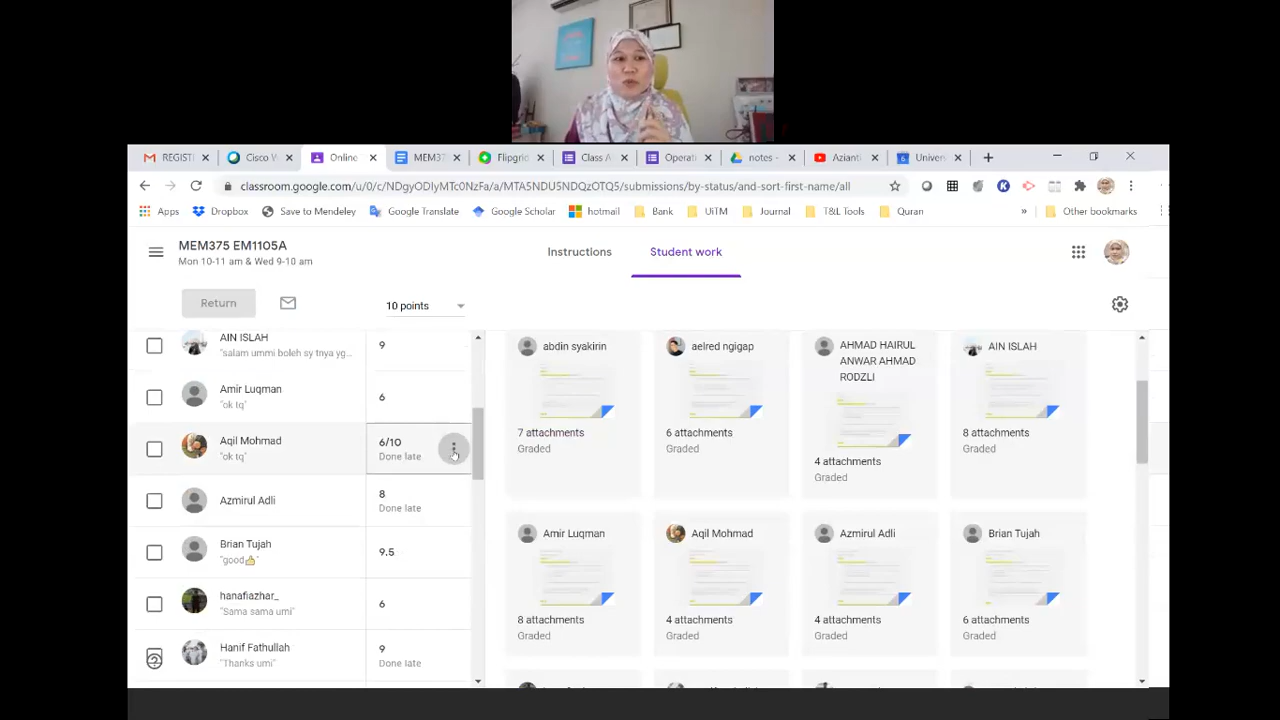 REGISTI
Cisco W
Online
MEM37
Flipgrid
Class A
Operati
notes -
Azianti
Univer
classroom.google.com/u/0/c/NDgyODIyMTc0NzFa/a/MTA5NDU5NDQzOTQ5/submissions/by-status/and-sort-first-name/all
Apps
Dropbox
Save to Mendeley
Google Translate
Google Scholar
hotmail
Bank
UiTM
Journal
T&L Tools
Quran
»
Other bookmarks
MEM375 EM1105A
Mon 10-11 am & Wed 9-10 am
Instructions
Student work
Return
10 points
AIN ISLAH
"salam ummi boleh sy tnya yg...
9
Amir Luqman
"ok tq"
6
Aqil Mohmad
"ok tq"
6/10
Done late
Azmirul Adli
8
Done late
Brian Tujah
"good👍"
9.5
hanafiazhar_
"Sama sama umi"
6
Hanif Fathullah
"Thanks umi"
9
Done late
abdin syakirin
7 attachments
Graded
aelred ngigap
6 attachments
Graded
AHMAD HAIRUL
ANWAR AHMAD
RODZLI
4 attachments
Graded
AIN ISLAH
8 attachments
Graded
Amir Luqman
8 attachments
Graded
Aqil Mohmad
4 attachments
Graded
Azmirul Adli
4 attachments
Graded
Brian Tujah
6 attachments
Graded